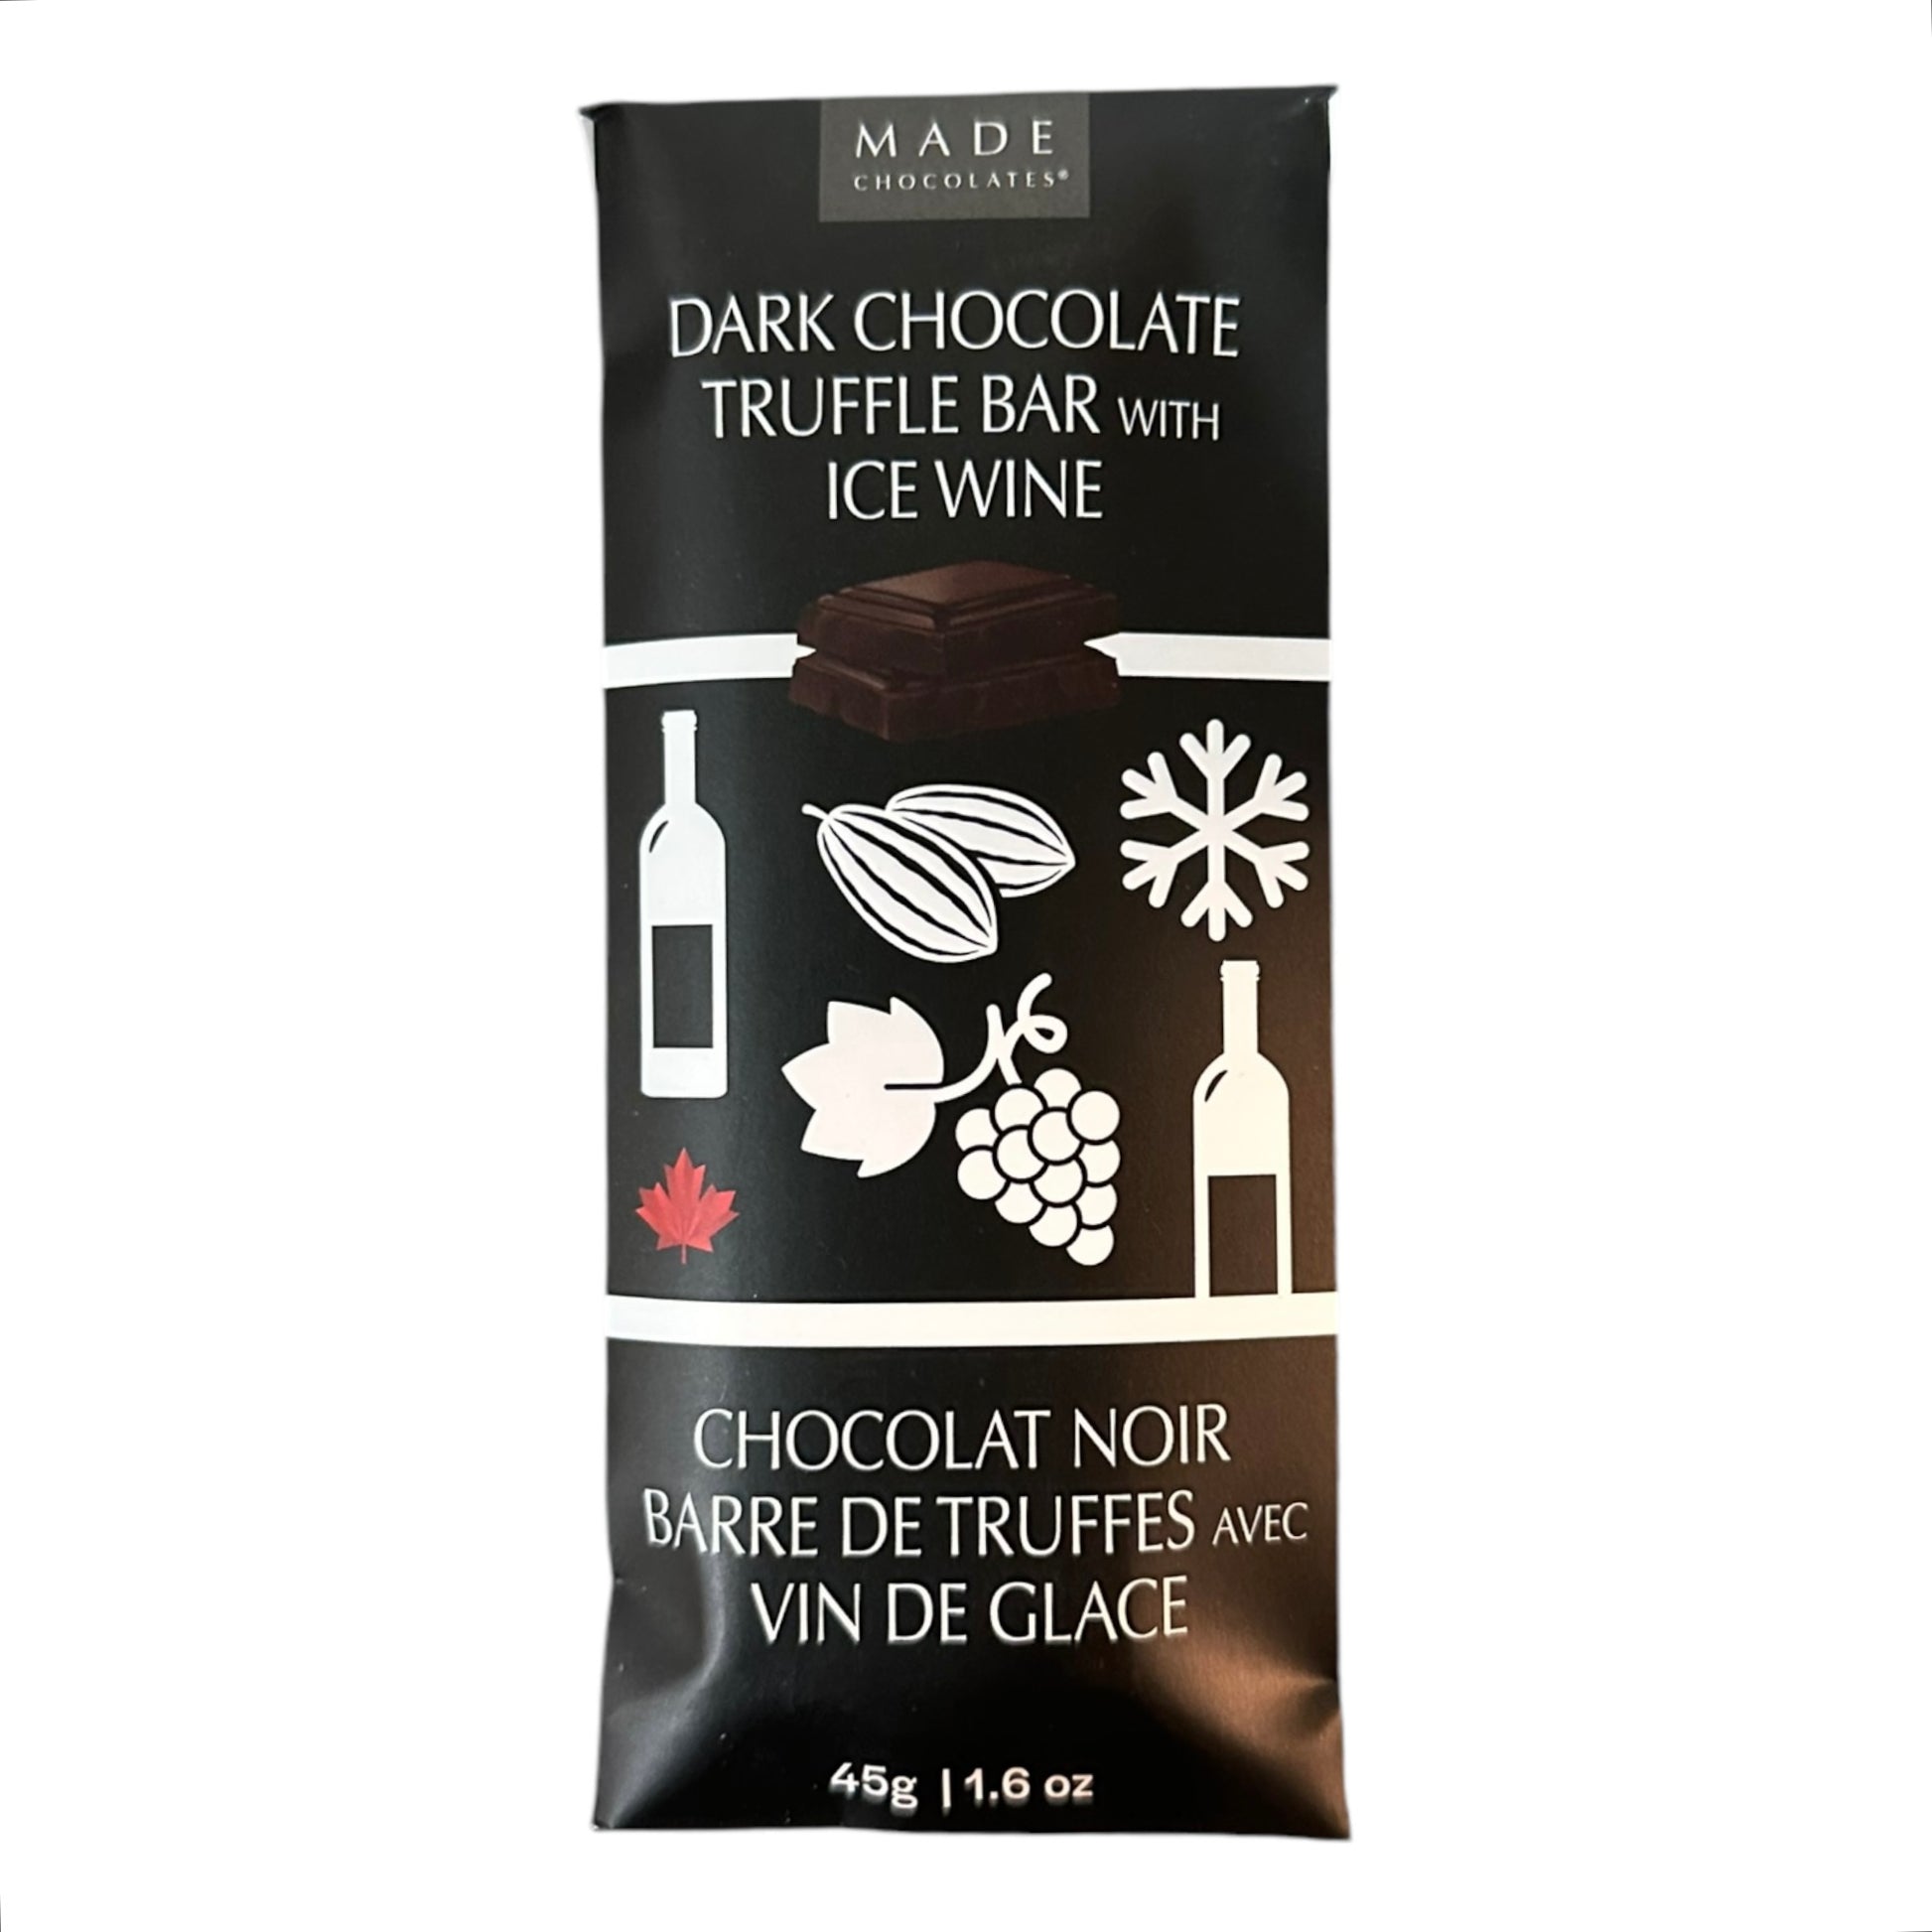 MADE
CHOCOLATES®
DARK CHOCOLATE
TRUFFLE BAR WITH
ICE WINE
CHOCOLAT NOIR
BARRE DE TRUFFES AVEC
VIN DE GLACE
45g | 1.6 oz